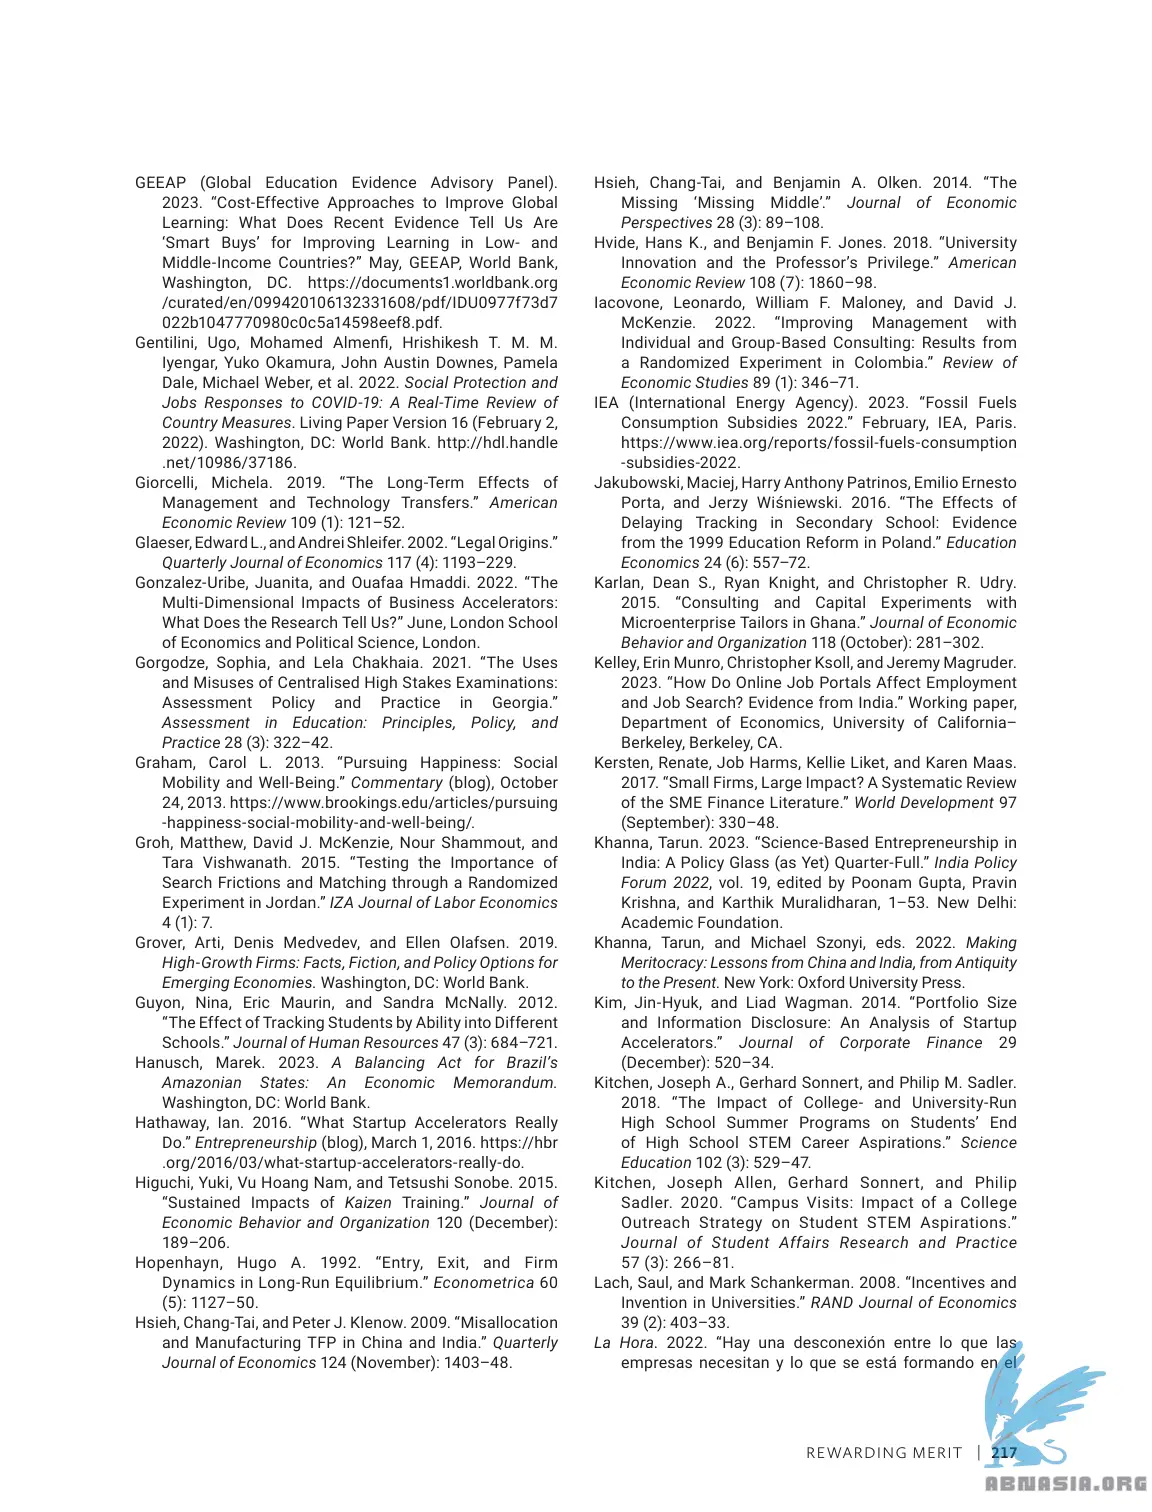 GEEAP (Global Education Evidence Advisory Panel).
2023. “Cost-Effective Approaches to Improve Global
Learning: What Does Recent Evidence Tell Us Are
‘Smart Buys’ for Improving Learning in Low- and
Middle-Income Countries?” May, GEEAP, World Bank,
Washington, DC. https://documents1.worldbank.org
/curated/en/099420106132331608/pdf/IDU0977f73d7
022b1047770980c0c5a14598eef8.pdf.
Gentilini, Ugo, Mohamed Almenfi, Hrishikesh T. M. M.
Iyengar, Yuko Okamura, John Austin Downes, Pamela
Dale, Michael Weber, et al. 2022. Social Protection and
Jobs Responses to COVID-19: A Real-Time Review of
Country Measures. Living Paper Version 16 (February 2,
2022). Washington, DC: World Bank. http://hdl.handle
.net/10986/37186.
Giorcelli, Michela. 2019. “The Long-Term Effects of
Management and Technology Transfers.” American
Economic Review 109 (1): 121–52.
Glaeser, Edward L., and Andrei Shleifer. 2002. “Legal Origins.”
Quarterly Journal of Economics 117 (4): 1193–229.
Gonzalez-Uribe, Juanita, and Ouafaa Hmaddi. 2022. “The
Multi-Dimensional Impacts of Business Accelerators:
What Does the Research Tell Us?” June, London School
of Economics and Political Science, London.
Gorgodze, Sophia, and Lela Chakhaia. 2021. “The Uses
and Misuses of Centralised High Stakes Examinations:
Assessment Policy and Practice in Georgia.”
Assessment in Education: Principles, Policy, and
Practice 28 (3): 322–42.
Graham, Carol L. 2013. “Pursuing Happiness: Social
Mobility and Well-Being.” Commentary (blog), October
24, 2013. https://www.brookings.edu/articles/pursuing
-happiness-social-mobility-and-well-being/.
Groh, Matthew, David J. McKenzie, Nour Shammout, and
Tara Vishwanath. 2015. “Testing the Importance of
Search Frictions and Matching through a Randomized
Experiment in Jordan.” IZA Journal of Labor Economics
4 (1): 7.
Grover, Arti, Denis Medvedev, and Ellen Olafsen. 2019.
High-Growth Firms: Facts, Fiction, and Policy Options for
Emerging Economies. Washington, DC: World Bank.
Guyon, Nina, Eric Maurin, and Sandra McNally. 2012.
“The Effect of Tracking Students by Ability into Different
Schools.” Journal of Human Resources 47 (3): 684–721.
Hanusch, Marek. 2023. A Balancing Act for Brazil’s
Amazonian States: An Economic Memorandum.
Washington, DC: World Bank.
Hathaway, Ian. 2016. “What Startup Accelerators Really
Do.” Entrepreneurship (blog), March 1, 2016. https://hbr
.org/2016/03/what-startup-accelerators-really-do.
Higuchi, Yuki, Vu Hoang Nam, and Tetsushi Sonobe. 2015.
“Sustained Impacts of Kaizen Training.” Journal of
Economic Behavior and Organization 120 (December):
189–206.
Hopenhayn, Hugo A. 1992. “Entry, Exit, and Firm
Dynamics in Long-Run Equilibrium.” Econometrica 60
(5): 1127–50.
Hsieh, Chang-Tai, and Peter J. Klenow. 2009. “Misallocation
and Manufacturing TFP in China and India.” Quarterly
Journal of Economics 124 (November): 1403–48.
Hsieh, Chang-Tai, and Benjamin A. Olken. 2014. “The
Missing ‘Missing Middle’.” Journal of Economic
Perspectives 28 (3): 89–108.
Hvide, Hans K., and Benjamin F. Jones. 2018. “University
Innovation and the Professor’s Privilege.” American
Economic Review 108 (7): 1860–98.
Iacovone, Leonardo, William F. Maloney, and David J.
McKenzie. 2022. “Improving Management with
Individual and Group-Based Consulting: Results from
a Randomized Experiment in Colombia.” Review of
Economic Studies 89 (1): 346–71.
IEA (International Energy Agency). 2023. “Fossil Fuels
Consumption Subsidies 2022.” February, IEA, Paris.
https://www.iea.org/reports/fossil-fuels-consumption
-subsidies-2022.
Jakubowski, Maciej, Harry Anthony Patrinos, Emilio Ernesto
Porta, and Jerzy Wiśniewski. 2016. “The Effects of
Delaying Tracking in Secondary School: Evidence
from the 1999 Education Reform in Poland.” Education
Economics 24 (6): 557–72.
Karlan, Dean S., Ryan Knight, and Christopher R. Udry.
2015. “Consulting and Capital Experiments with
Microenterprise Tailors in Ghana.” Journal of Economic
Behavior and Organization 118 (October): 281–302.
Kelley, Erin Munro, Christopher Ksoll, and Jeremy Magruder.
2023. “How Do Online Job Portals Affect Employment
and Job Search? Evidence from India.” Working paper,
Department of Economics, University of California–
Berkeley, Berkeley, CA.
Kersten, Renate, Job Harms, Kellie Liket, and Karen Maas.
2017. “Small Firms, Large Impact? A Systematic Review
of the SME Finance Literature.” World Development 97
(September): 330–48.
Khanna, Tarun. 2023. “Science-Based Entrepreneurship in
India: A Policy Glass (as Yet) Quarter-Full.” India Policy
Forum 2022, vol. 19, edited by Poonam Gupta, Pravin
Krishna, and Karthik Muralidharan, 1–53. New Delhi:
Academic Foundation.
Khanna, Tarun, and Michael Szonyi, eds. 2022. Making
Meritocracy: Lessons from China and India, from Antiquity
to the Present. New York: Oxford University Press.
Kim, Jin-Hyuk, and Liad Wagman. 2014. “Portfolio Size
and Information Disclosure: An Analysis of Startup
Accelerators.” Journal of Corporate Finance 29
(December): 520–34.
Kitchen, Joseph A., Gerhard Sonnert, and Philip M. Sadler.
2018. “The Impact of College- and University-Run
High School Summer Programs on Students’ End
of High School STEM Career Aspirations.” Science
Education 102 (3): 529–47.
Kitchen, Joseph Allen, Gerhard Sonnert, and Philip
Sadler. 2020. “Campus Visits: Impact of a College
Outreach Strategy on Student STEM Aspirations.”
Journal of Student Affairs Research and Practice
57 (3): 266–81.
Lach, Saul, and Mark Schankerman. 2008. “Incentives and
Invention in Universities.” RAND Journal of Economics
39 (2): 403–33.
La Hora. 2022. “Hay una desconexión entre lo que las
empresas necesitan y lo que se está formando en el
REWARDING MERIT | 217
ABNASIA.ORG